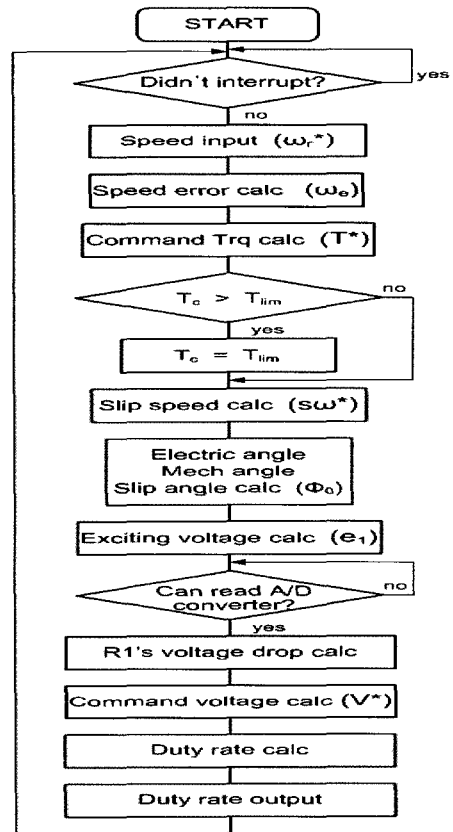 START
Didn't interrupt?
yes
no
Speed input (ωr*)
Speed error calc (ωe)
Command Trq calc (T*)
no
Tc > Tlim
yes
Tc = Tlim
Slip speed calc (sω*)
Electric angle
Mech angle
Slip angle calc (Φ0)
Exciting voltage calc (e1)
Can read A/D
converter?
no
yes
R1's voltage drop calc
Command voltage calc (V*)
Duty rate calc
Duty rate output